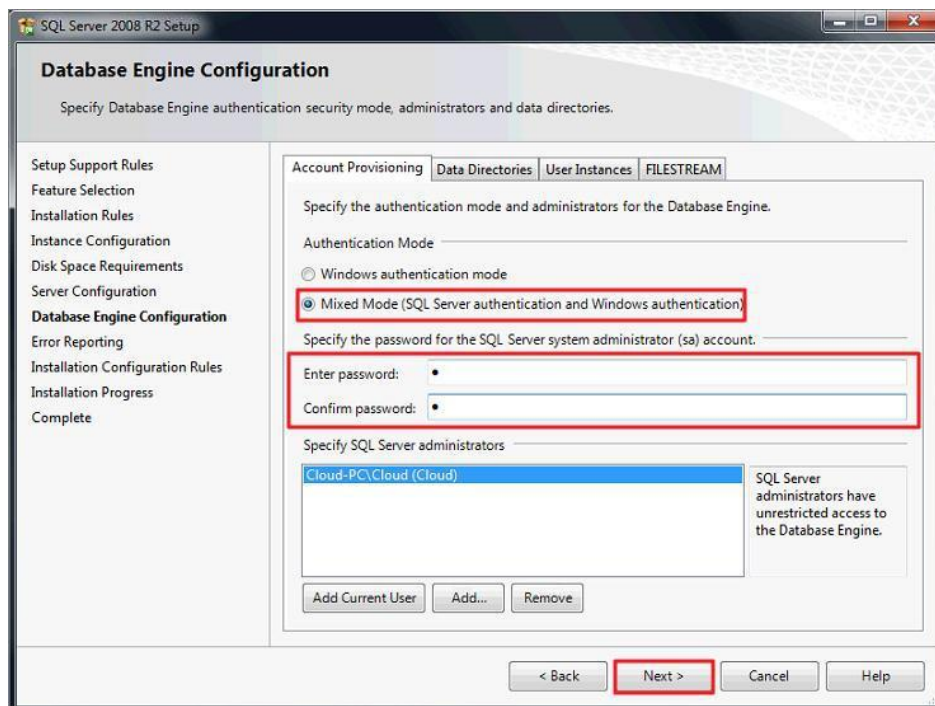 SQL Server 2008 R2 Setup
Database Engine Configuration
Specify Database Engine authentication security mode, administrators and data directories.
Setup Support Rules
Feature Selection
Installation Rules
Instance Configuration
Disk Space Requirements
Server Configuration
Database Engine Configuration
Error Reporting
Installation Configuration Rules
Installation Progress
Complete
Account Provisioning Data Directories User Instances FILESTREAM
Specify the authentication mode and administrators for the Database Engine.
Authentication Mode
Windows authentication mode
Mixed Mode (SQL Server authentication and Windows authentication)
Specify the password for the SQL Server system administrator (sa) account.
Enter password: •
Confirm password: •
Specify SQL Server administrators
Cloud-PC\Cloud (Cloud)
SQL Server
administrators have
unrestricted access to
the Database Engine.
Add Current User Add... Remove
< Back Next > Cancel Help